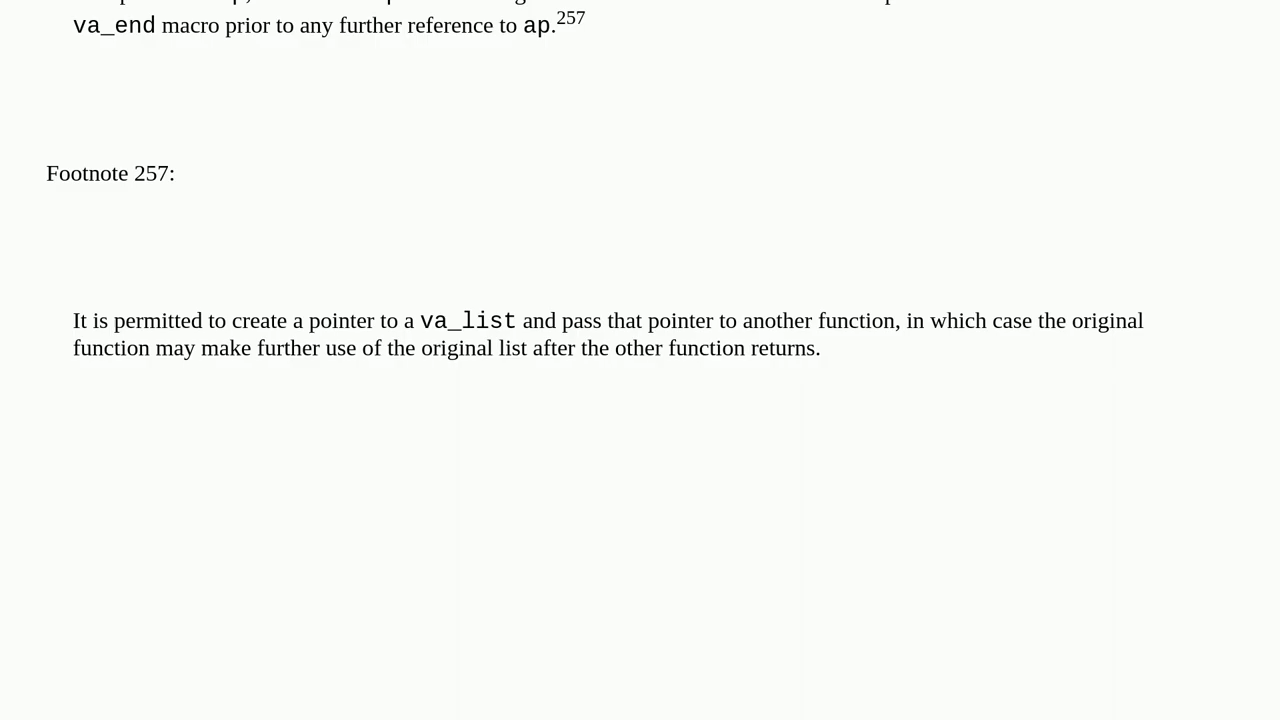 va_end macro prior to any further reference to ap.257
Footnote 257:
It is permitted to create a pointer to a va_list and pass that pointer to another function, in which case the original
function may make further use of the original list after the other function returns.